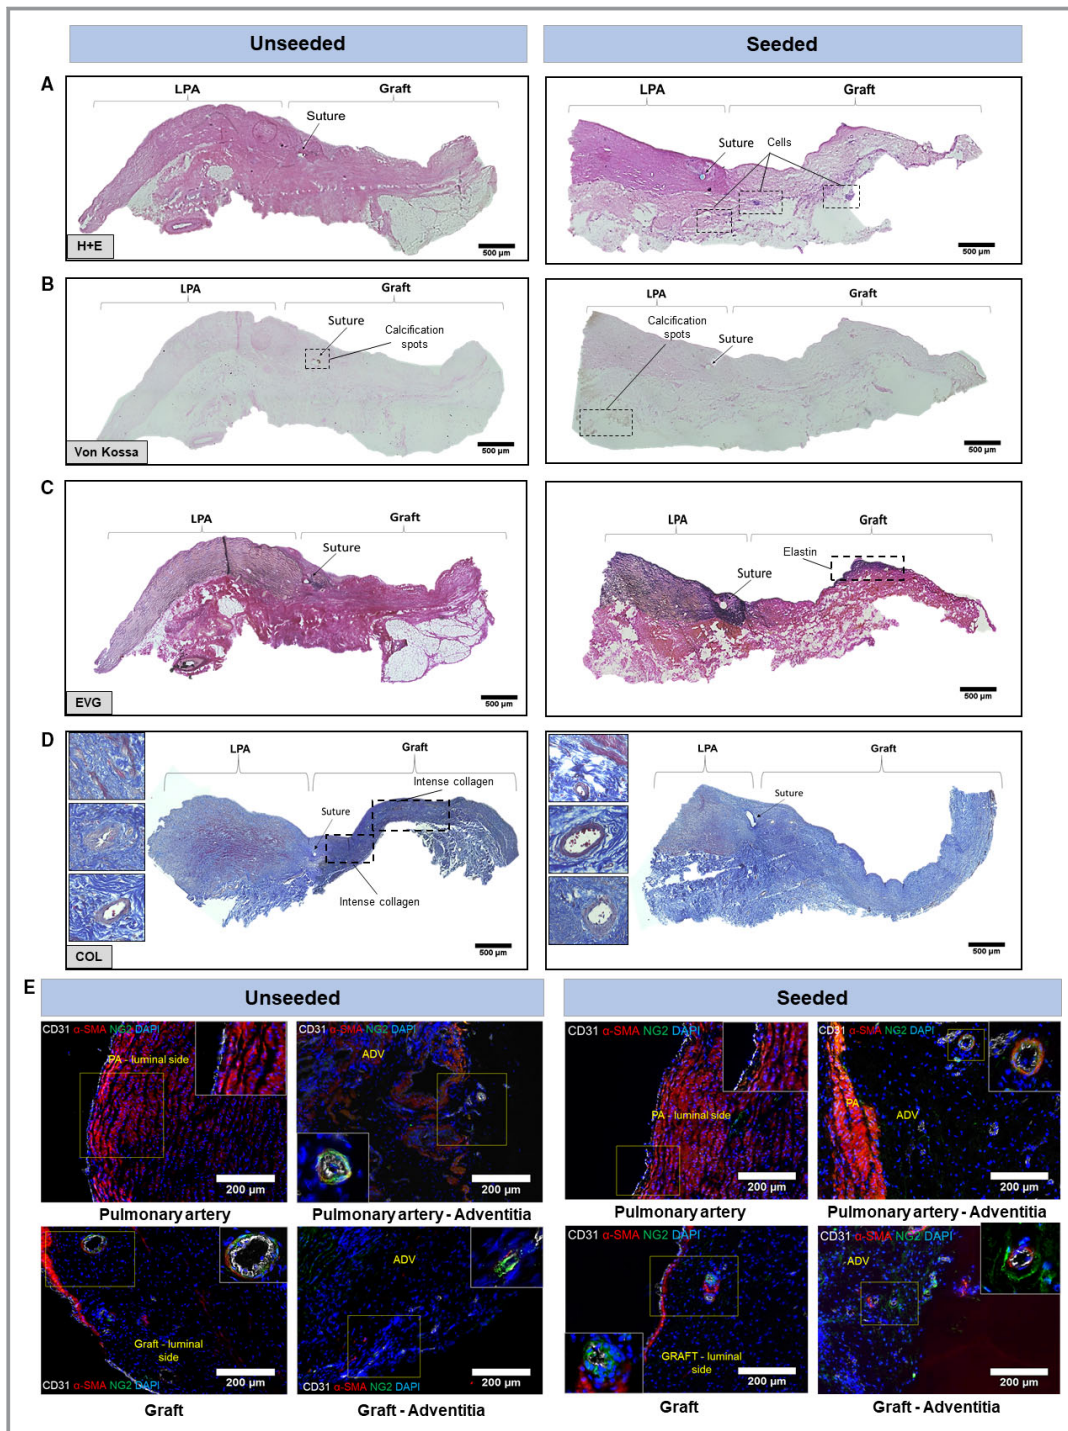 Unseeded
Seeded
A
LPA
Graft
Suture
H+E
500 µm
LPA
Graft
Suture
Cells
500 µm
B
LPA
Graft
Suture
Calcification
spots
Von Kossa
500 µm
LPA
Graft
Calcification
spots
Suture
500 µm
C
LPA
Graft
Suture
EVG
500 µm
LPA
Graft
Elastin
Suture
500 µm
D
LPA
Graft
Intense collagen
Suture
Intense collagen
COL
500 µm
LPA
Graft
Suture
500 µm
E
Unseeded
Seeded
CD31 α-SMA NG2 DAPI
PA - luminal side
200 µm
Pulmonary artery
CD31 α-SMA NG2 DAPI
ADV
200 µm
Pulmonary artery - Adventitia
CD31 α-SMA NG2 DAPI
PA - luminal side
200 µm
Pulmonary artery
CD31 α-SMA NG2 DAPI
PA
ADV
200 µm
Pulmonary artery - Adventitia
Graft - luminal
side
200 µm
CD31 α-SMA NG2 DAPI
Graft
ADV
200 µm
CD31 α-SMA NG2 DAPI
Graft - Adventitia
CD31 α-SMA NG2 DAPI
GRAFT - luminal
side
200 µm
Graft
CD31 α-SMA NG2 DAPI
ADV
200 µm
Graft - Adventitia